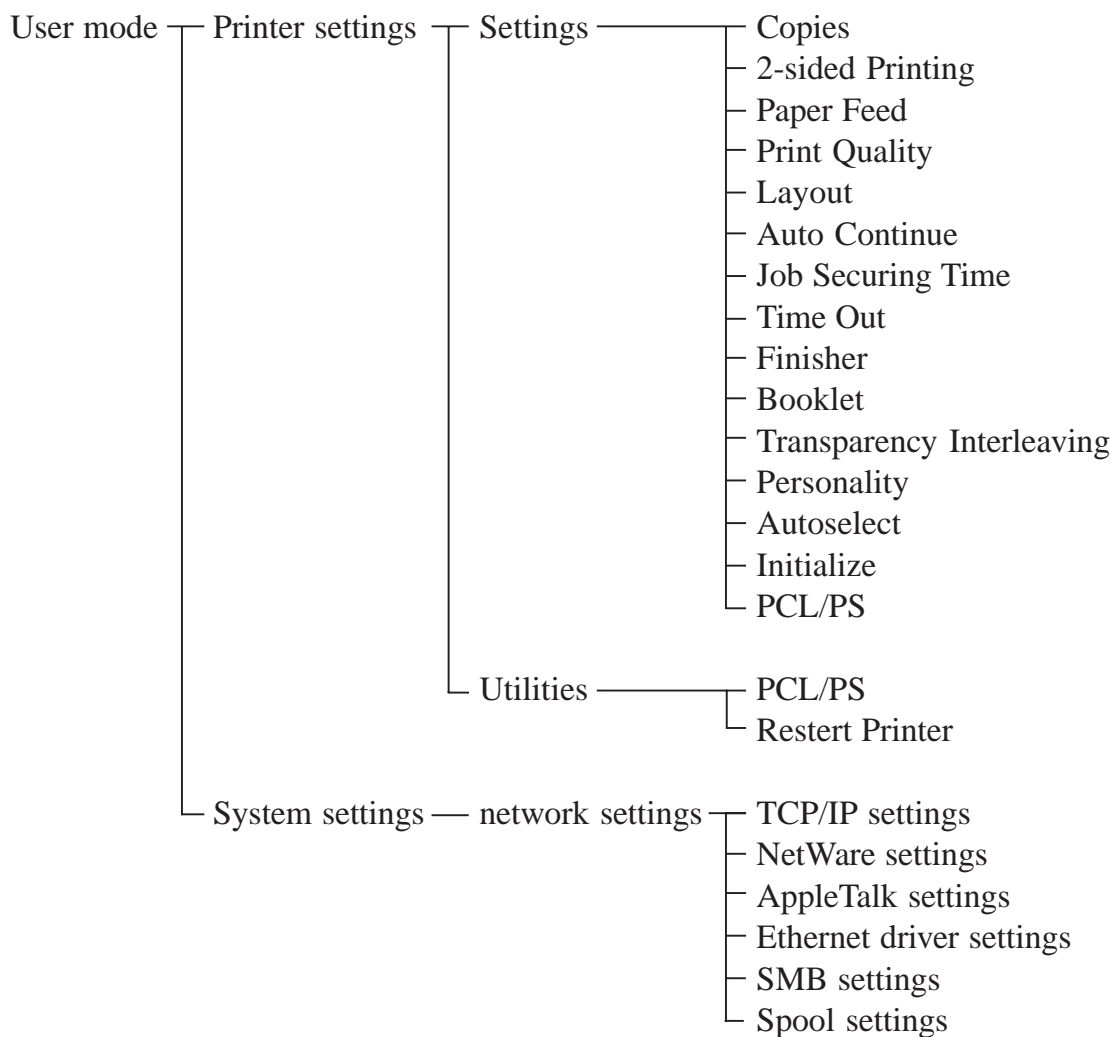 User mode Printer settings Settings Copies
2-sided Printing
Paper Feed
Print Quality
Layout
Auto Continue
Job Securing Time
Time Out
Finisher
Booklet
Transparency Interleaving
Personality
Autoselect
Initialize
PCL/PS
Utilities PCL/PS
Restert Printer
System settings network settings TCP/IP settings
NetWare settings
AppleTalk settings
Ethernet driver settings
SMB settings
Spool settings